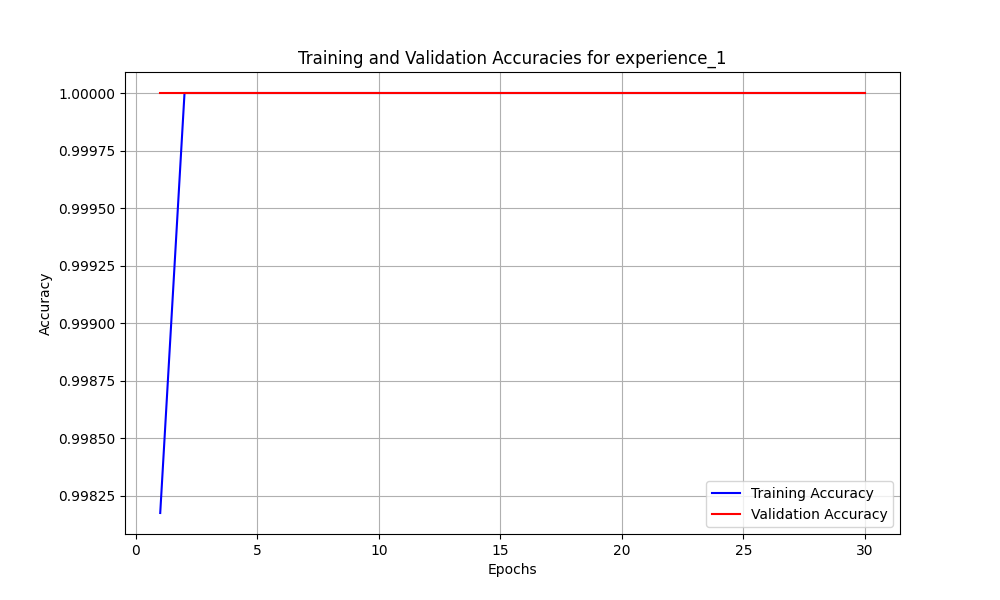 Training and Validation Accuracies for experience_1
1.00000
0.99975
0.99950
0.99925
0.99900
0.99875
0.99850
0.99825
Accuracy
0 5 10 15 20 25 30
Epochs
Training Accuracy
Validation Accuracy